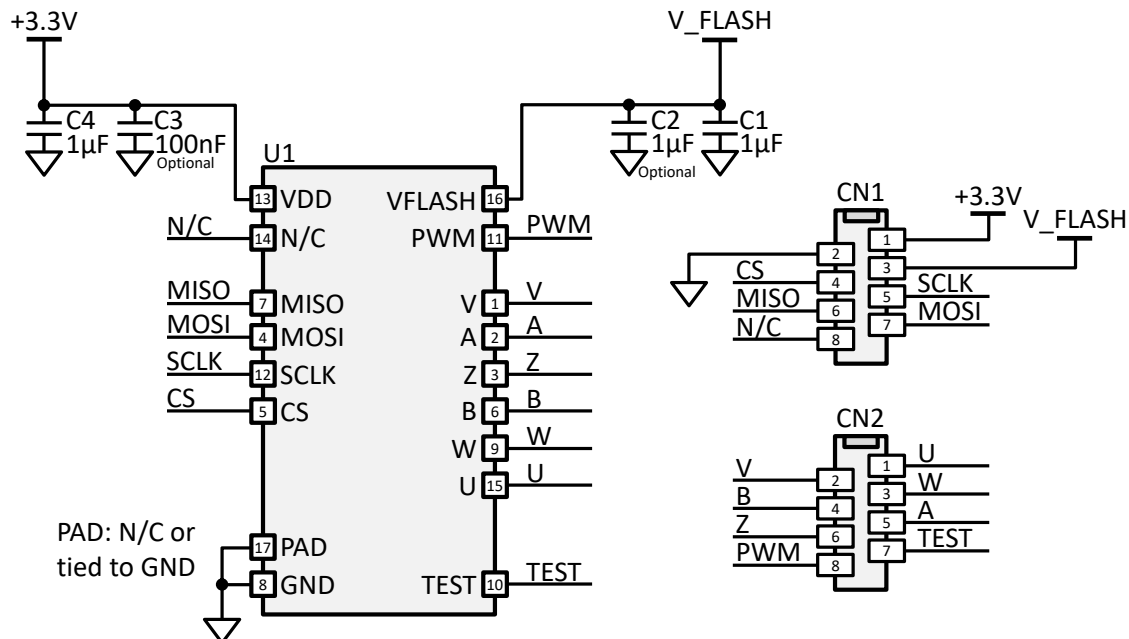 +3.3V
V_FLASH
C4
1µF
C3
100nF
Optional
C2
1µF
Optional
C1
1µF
U1
13 VDD
VFLASH 16
N/C 14 N/C
PWM 11 PWM
MISO 7 MISO
V 1 V
MOSI 4 MOSI
A 2 A
SCLK 12 SCLK
Z 3 Z
CS 5 CS
B 6 B
W 9 W
U 15 U
PAD: N/C or
tied to GND
17 PAD
8 GND
TEST 10 TEST
CN1
+3.3V
V_FLASH
1
2
3
CS 4
5 SCLK
MISO 6
7 MOSI
N/C 8
CN2
1 U
V 2
3 W
B 4
5 A
Z 6
7 TEST
PWM 8